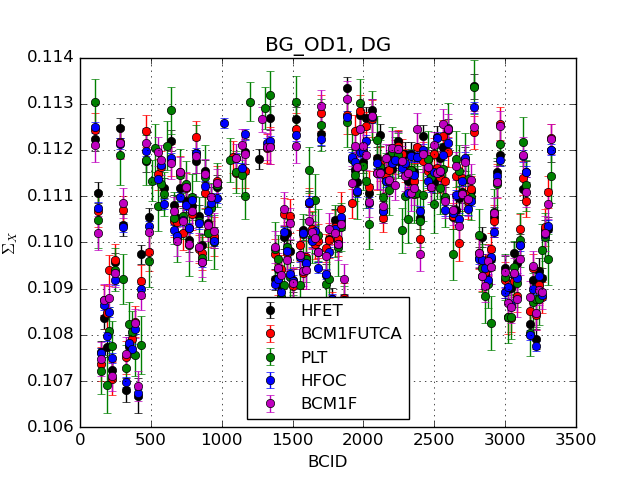 BG_OD1, DG
0.114
0.113
0.112
0.111
0.110
0.109
0.108
0.107
0.106
Σ_X
HFET
BCM1FUTCA
PLT
HFOC
BCM1F
0 500 1000 1500 2000 2500 3000 3500
BCID